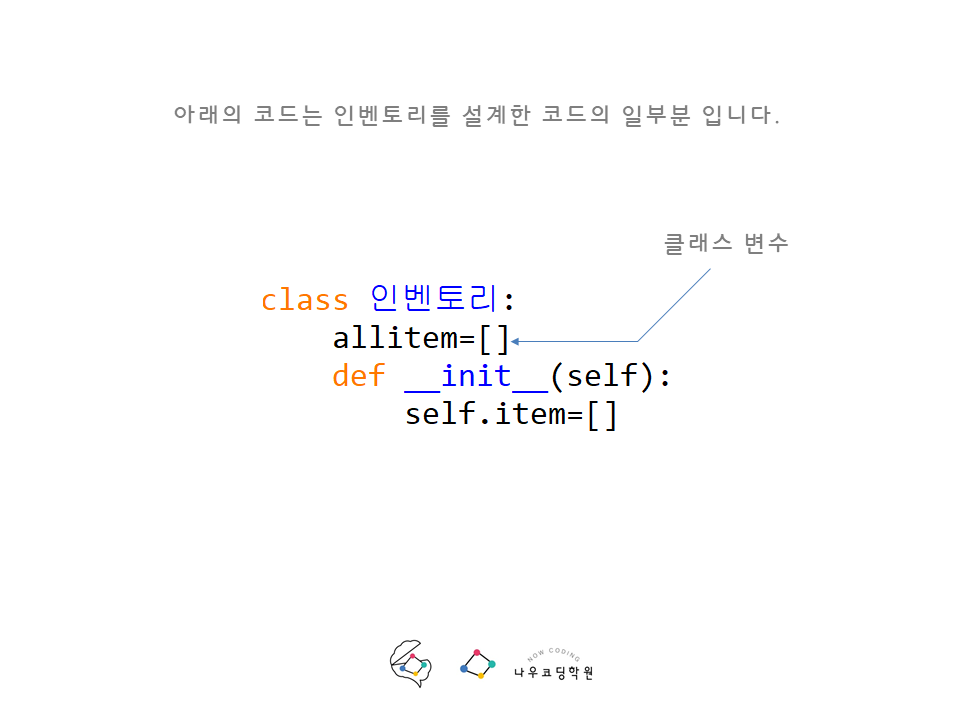 아래의 코드는 인벤토리를 설계한 코드의 일부분 입니다.
클래스 변수
class 인벤토리:
    allitem=[]
    def __init__(self):
        self.item=[]
NOW CODING
나우코딩학원